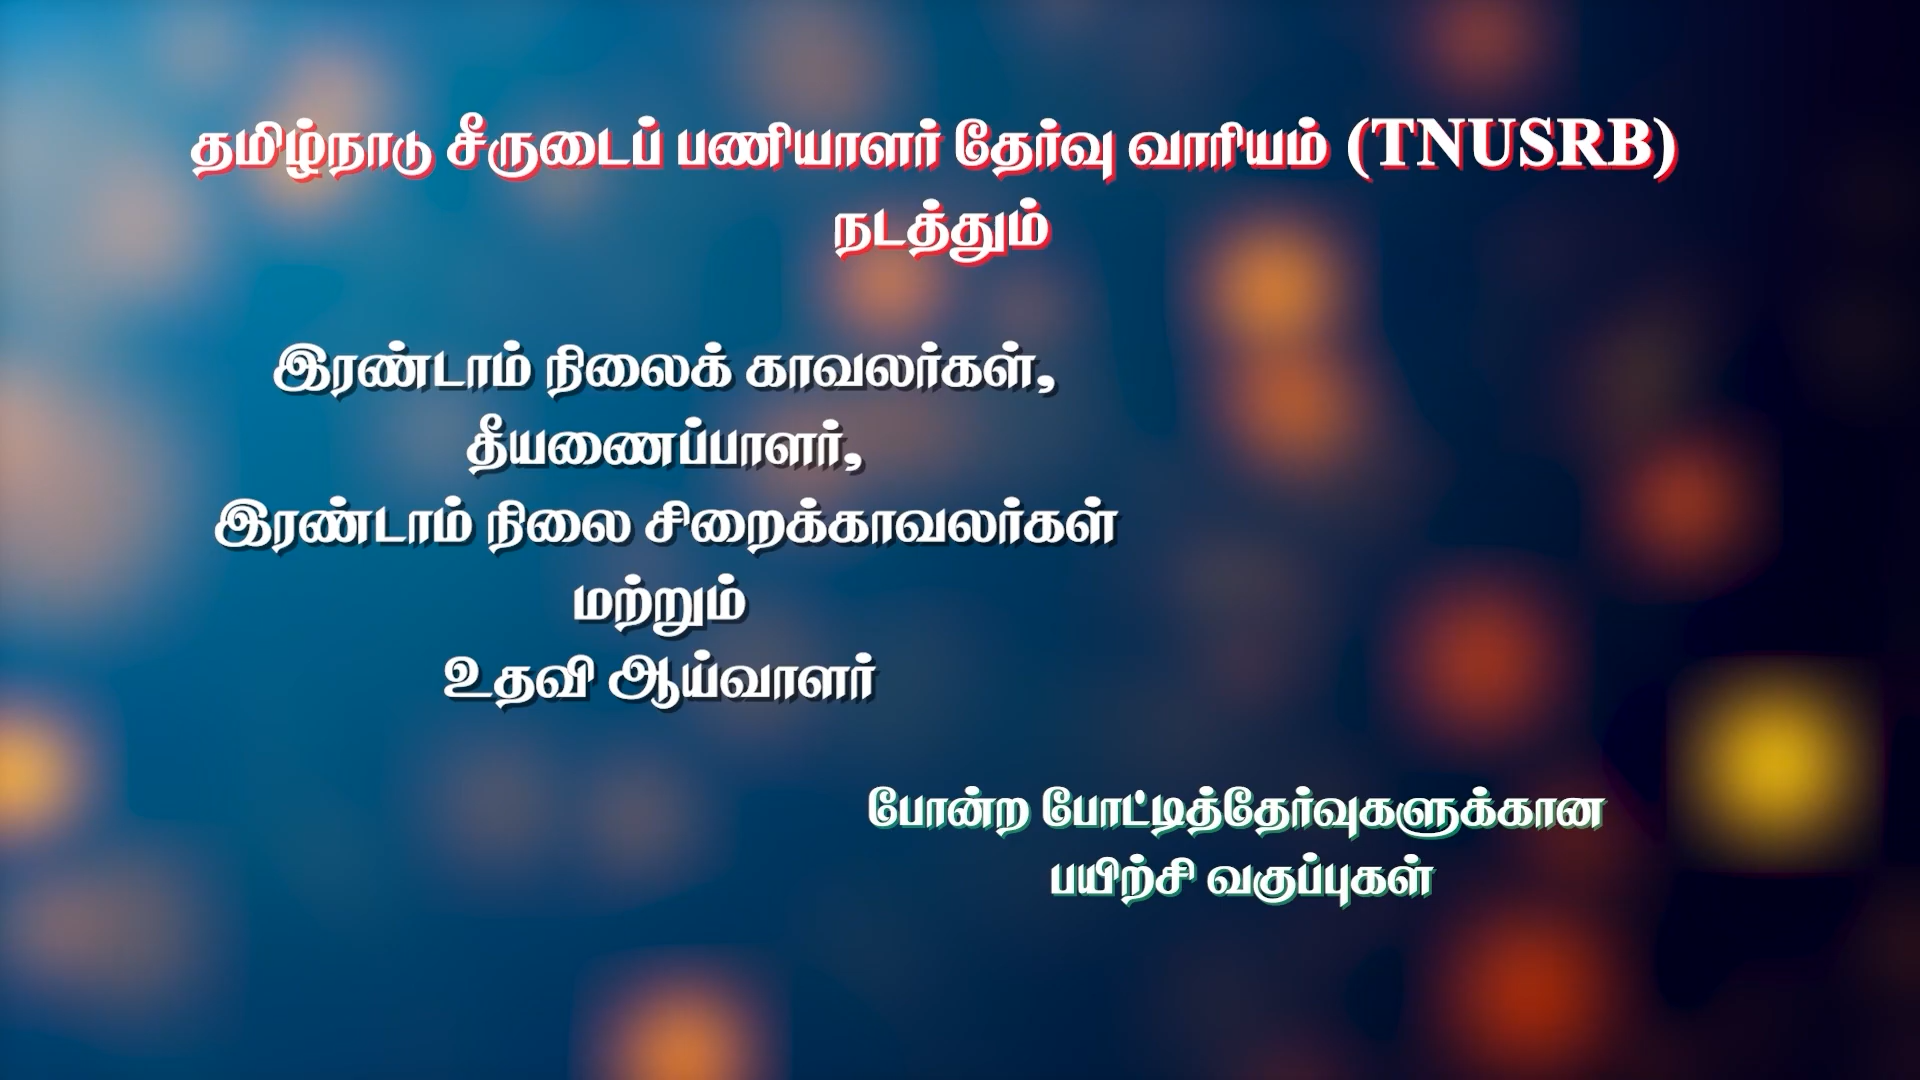 தமிழ்நாடு சீருடைப் பணியாளர் தேர்வு வாரியம் (TNUSRB)
நடத்தும்
இரண்டாம் நிலைக் காவலர்கள்,
தீயணைப்பாளர்,
இரண்டாம் நிலை சிறைக்காவலர்கள்
மற்றும்
உதவி ஆய்வாளர்
போன்ற போட்டித்தேர்வுகளுக்கான
பயிற்சி வகுப்புகள்